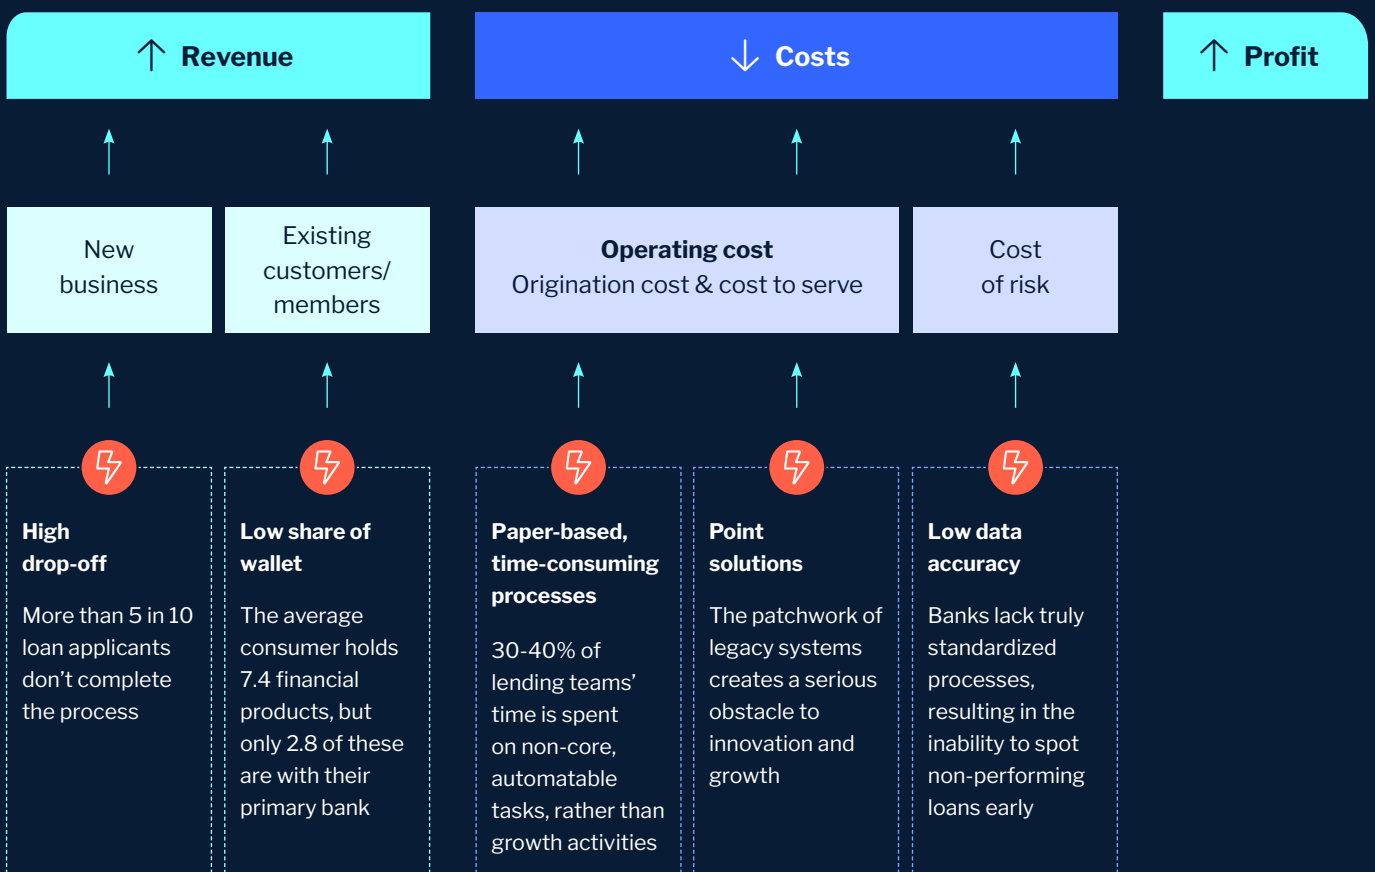 Revenue
Costs
Profit
New
business
Existing
customers/
members
Operating cost
Origination cost & cost to serve
Cost
of risk
High
drop-off
More than 5 in 10
loan applicants
don’t complete
the process
Low share of
wallet
The average
consumer holds
7.4 financial
products, but
only 2.8 of these
are with their
primary bank
Paper-based,
time-consuming
processes
30-40% of
lending teams’
time is spent
on non-core,
automatable
tasks, rather than
growth activities
Point
solutions
The patchwork of
legacy systems
creates a serious
obstacle to
innovation and
growth
Low data
accuracy
Banks lack truly
standardized
processes,
resulting in the
inability to spot
non-performing
loans early